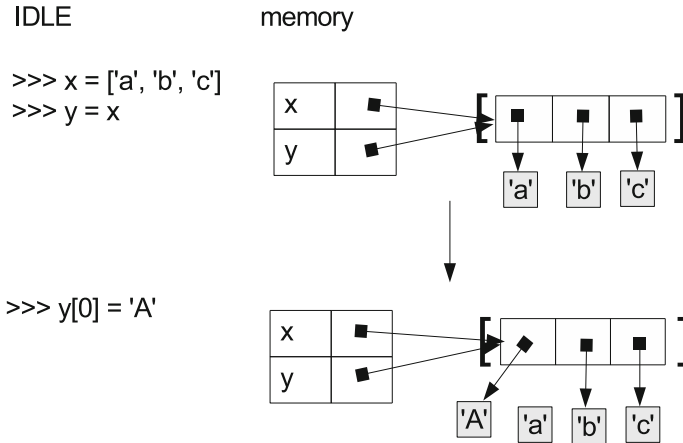 IDLE
memory
>>> x = ['a', 'b', 'c']
>>> y = x
x
y
[ ]
'a' 'b' 'c'
>>> y[0] = 'A'
x
y
[ ]
'A' 'a' 'b' 'c'